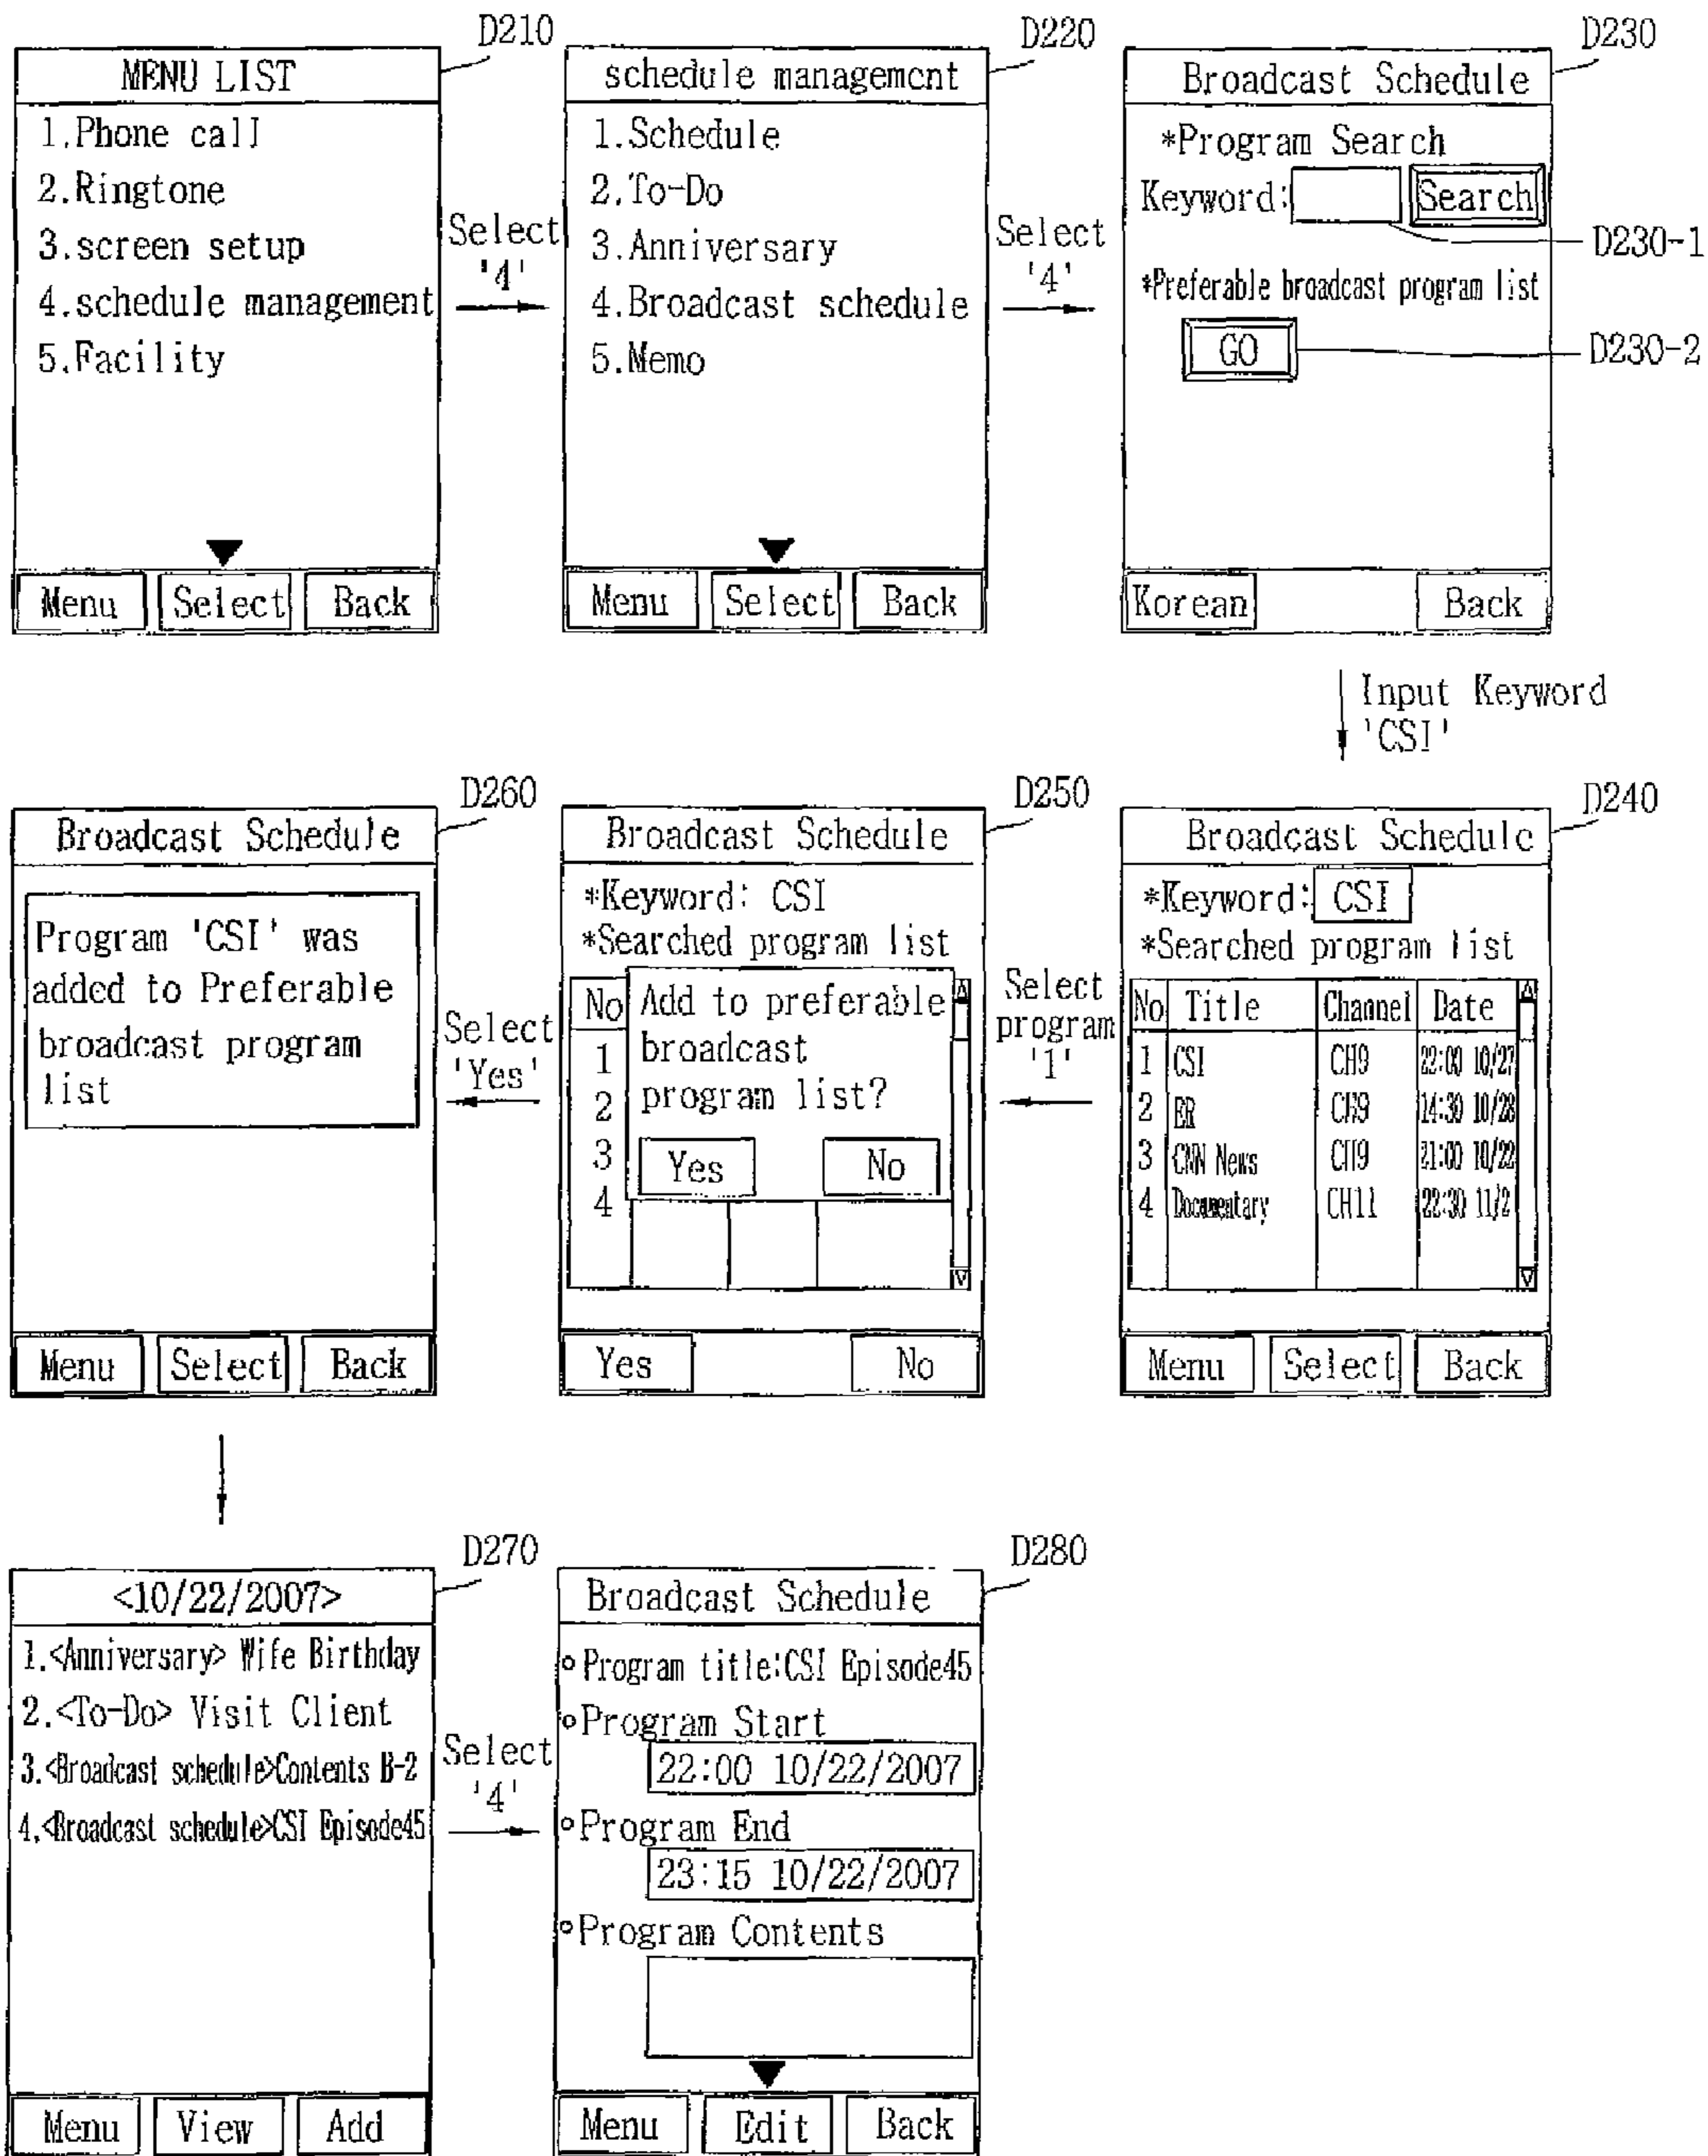 D210
MENU LIST
1.Phone call
2.Ringtone
3.screen setup
4.schedule management
5.Facility
Menu Select Back
Select
'4'
D220
schedule management
1.Schedule
2.To-Do
3.Anniversary
4.Broadcast schedule
5.Memo
Menu Select Back
Select
'4'
D230
Broadcast Schedule
*Program Search
Keyword: Search
D230-1
*Preferable broadcast program list
GO
D230-2
Korean Back
Input Keyword
'CSI'
D240
Broadcast Schedule
*Keyword: CSI
*Searched program list
No Title Channel Date
1 CSI CH9 22:00 10/27
2 ER CH9 14:30 10/28
3 CNN News CH9 21:00 10/22
4 Documentary CH11 22:30 11/2
Menu Select Back
Select
program
'1'
D250
Broadcast Schedule
*Keyword: CSI
*Searched program list
No Add to preferable
1 broadcast
2 program list?
3 Yes No
4
Yes No
Select
'Yes'
D260
Broadcast Schedule
Program 'CSI' was
added to Preferable
broadcast program
list
Menu Select Back
D270
<10/22/2007>
1.<Anniversary> Wife Birthday
2.<To-Do> Visit Client
3.<Broadcast schedule>Contents B-2
4.<Broadcast schedule>CSI Episode45
Menu View Add
Select
'4'
D280
Broadcast Schedule
Program title:CSI Episode45
Program Start
22:00 10/22/2007
Program End
23:15 10/22/2007
Program Contents
Menu Edit Back